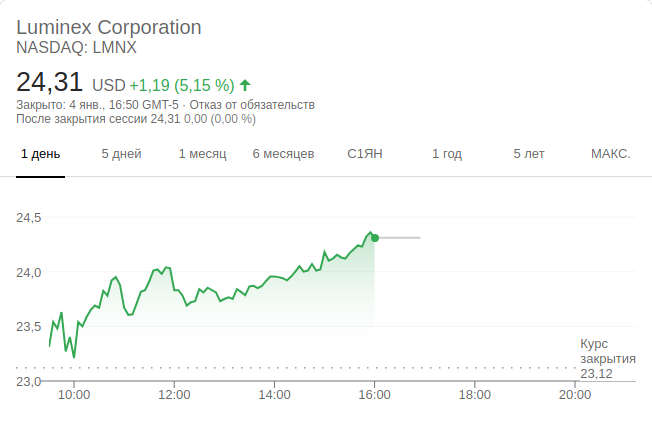 Luminex Corporation
NASDAQ: LMNX
24,31 USD +1,19 (5,15 %)
Закрыто: 4 янв., 16:50 GMT-5 · Отказ от обязательств
После закрытия сессии 24,31 0,00 (0,00 %)
1 день 5 дней 1 месяц 6 месяцев С1ЯН 1 год 5 лет МАКС.
24,5
24,0
23,5
Курс
закрытия
23,12
23,0
10:00 12:00 14:00 16:00 18:00 20:00